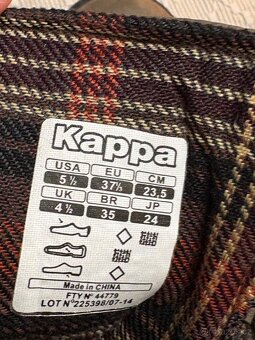 Kappa
USA EU CM
5 ½ 37½ 23.5
UK BR JP
4 ½ 35 24
Made in CHINA
FTY N° 44779
LOT N°225398/07-14